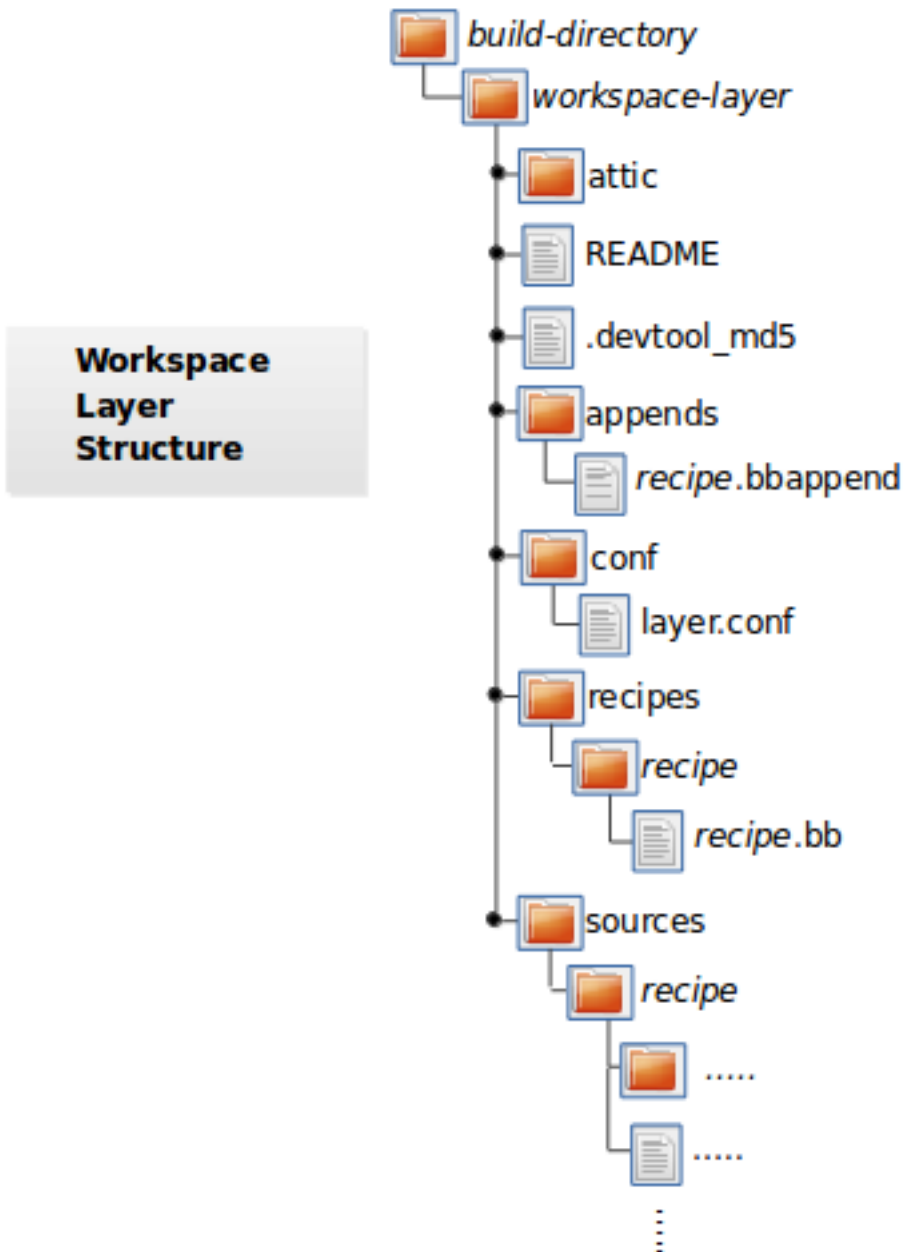 build-directory
workspace-layer
attic
README
.devtool_md5
Workspace
Layer
Structure
appends
recipe.bbappend
conf
layer.conf
recipes
recipe
recipe.bb
sources
recipe
.....
.....